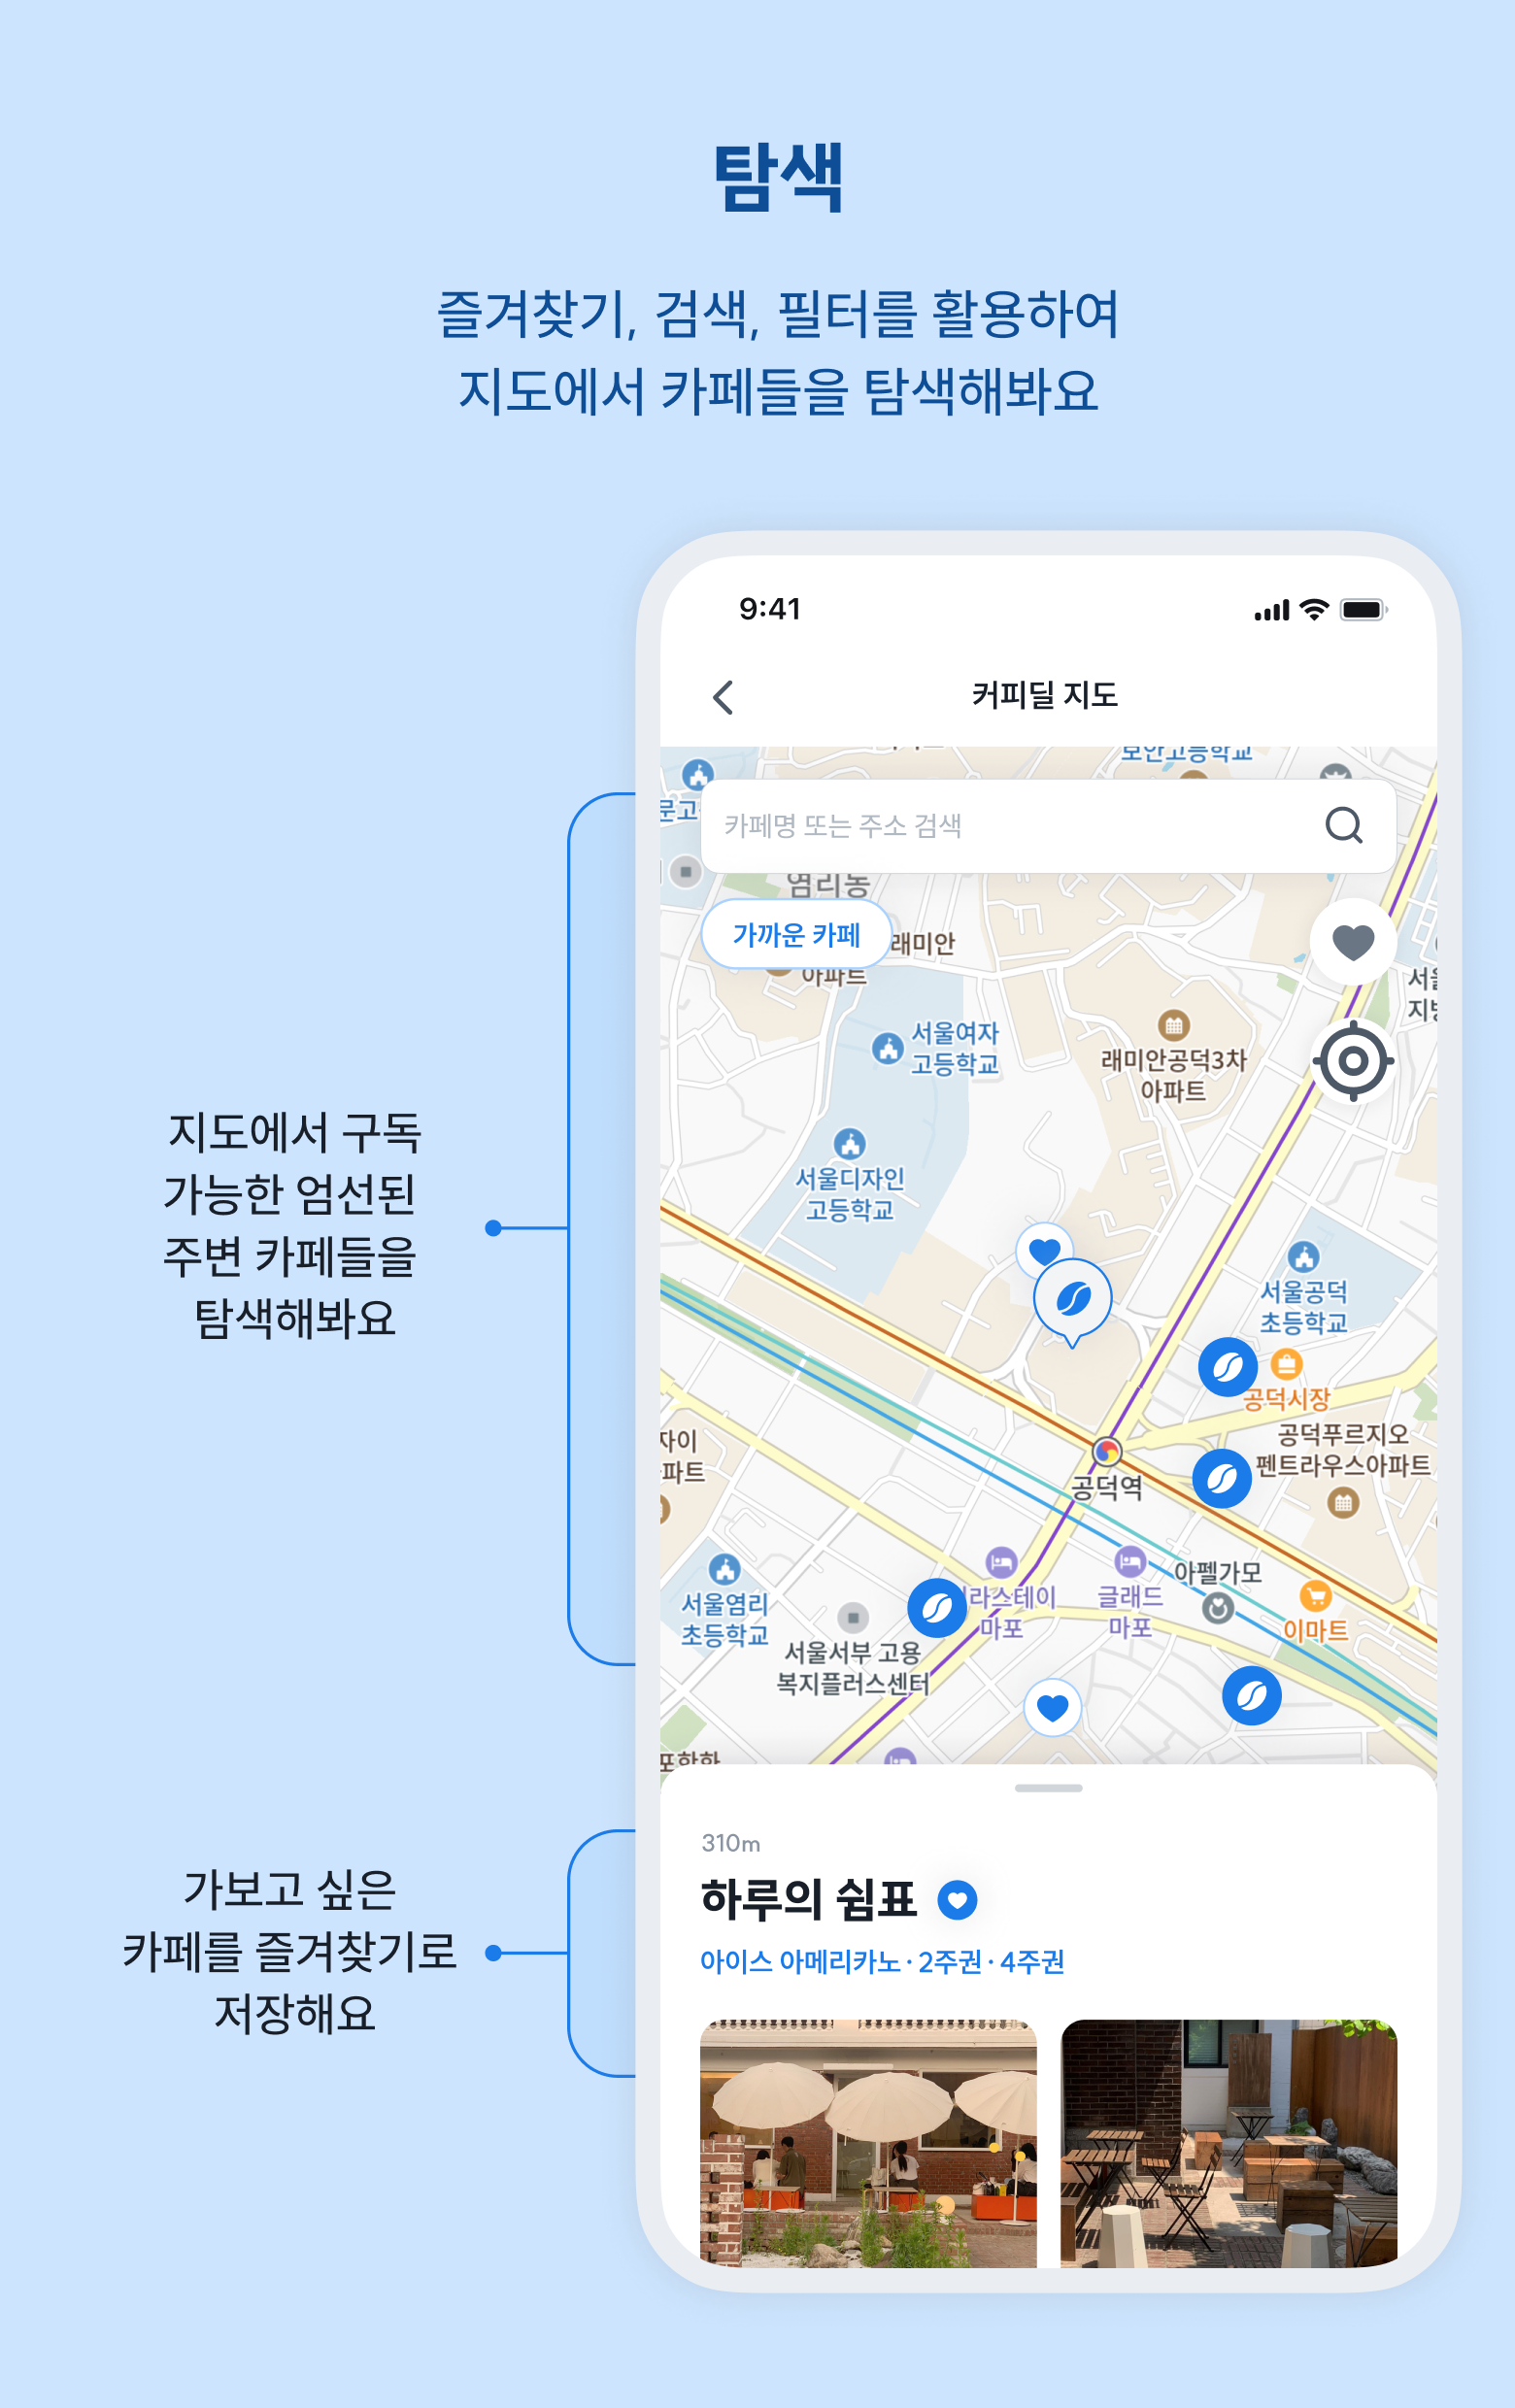 탐색
즐겨찾기, 검색, 필터를 활용하여
지도에서 카페들을 탐색해봐요
9:41
커피딜 지도
카페명 또는 주소 검색
염리동
가까운 카페
래미안
아파트
서울여자
고등학교
래미안공덕3차
아파트
서울디자인
고등학교
지도에서 구독
가능한 엄선된
주변 카페들을
탐색해봐요
서울공덕
초등학교
공덕시장
공덕푸르지오
펜트라우스아파트
자이
파트
공덕역
아펠가모
라스테이
마포
글래드
마포
이마트
서울염리
초등학교
서울서부 고용
복지플러스센터
310m
하루의 쉼표
아이스 아메리카노 · 2주권 · 4주권
가보고 싶은
카페를 즐겨찾기로
저장해요